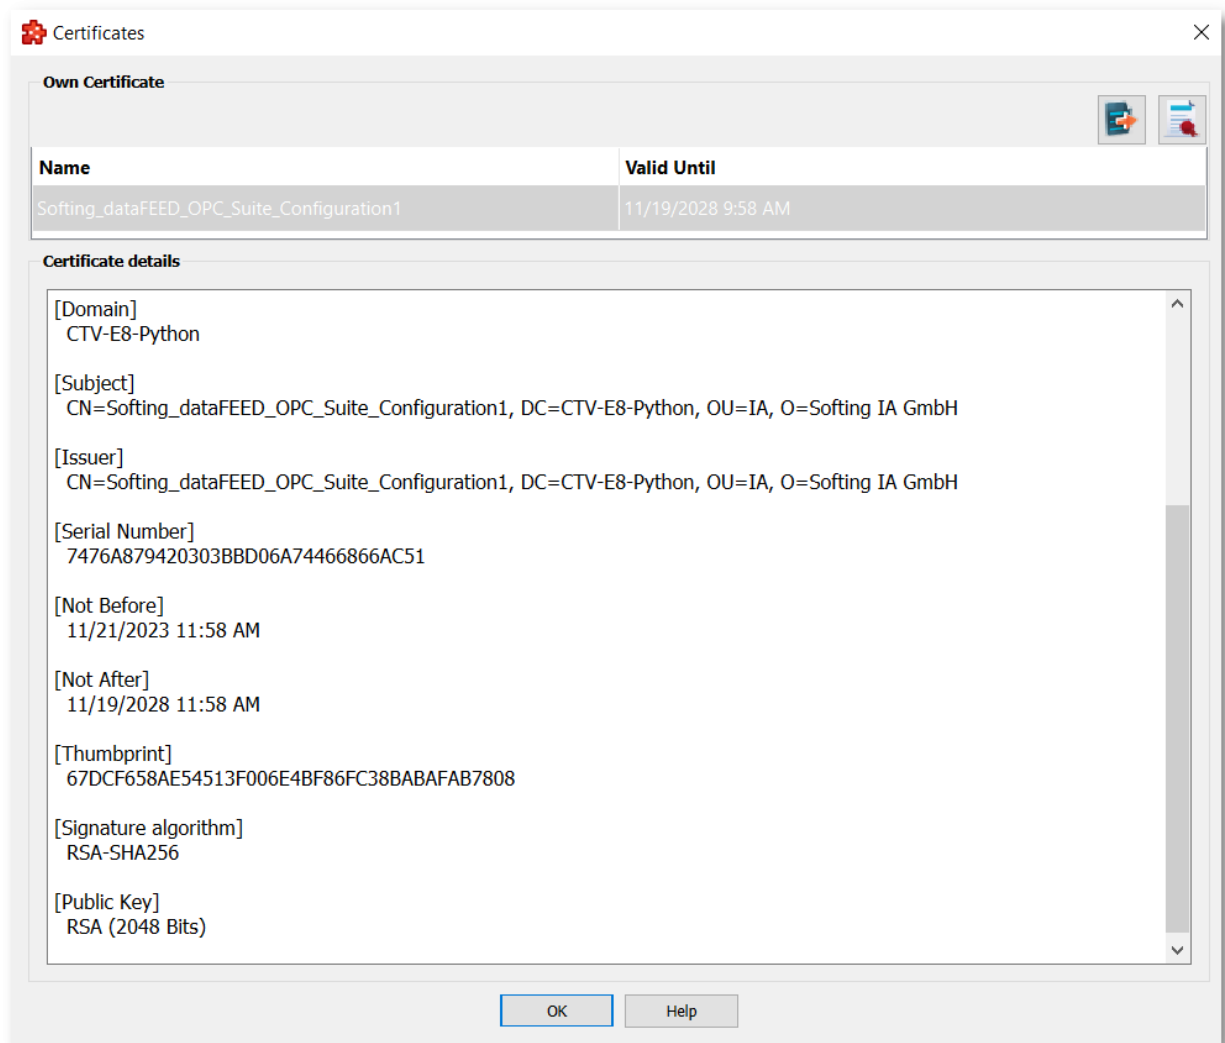 Certificates
Own Certificate
Name Valid Until
Softing_dataFEED_OPC_Suite_Configuration1 11/19/2028 9:58 AM
Certificate details
[Domain]
CTV-E8-Python
[Subject]
CN=Softing_dataFEED_OPC_Suite_Configuration1, DC=CTV-E8-Python, OU=IA, O=Softing IA GmbH
[Issuer]
CN=Softing_dataFEED_OPC_Suite_Configuration1, DC=CTV-E8-Python, OU=IA, O=Softing IA GmbH
[Serial Number]
7476A879420303BBD06A74466866AC51
[Not Before]
11/21/2023 11:58 AM
[Not After]
11/19/2028 11:58 AM
[Thumbprint]
67DCF658AE54513F006E4BF86FC38BABAFAB7808
[Signature algorithm]
RSA-SHA256
[Public Key]
RSA (2048 Bits)
OK Help